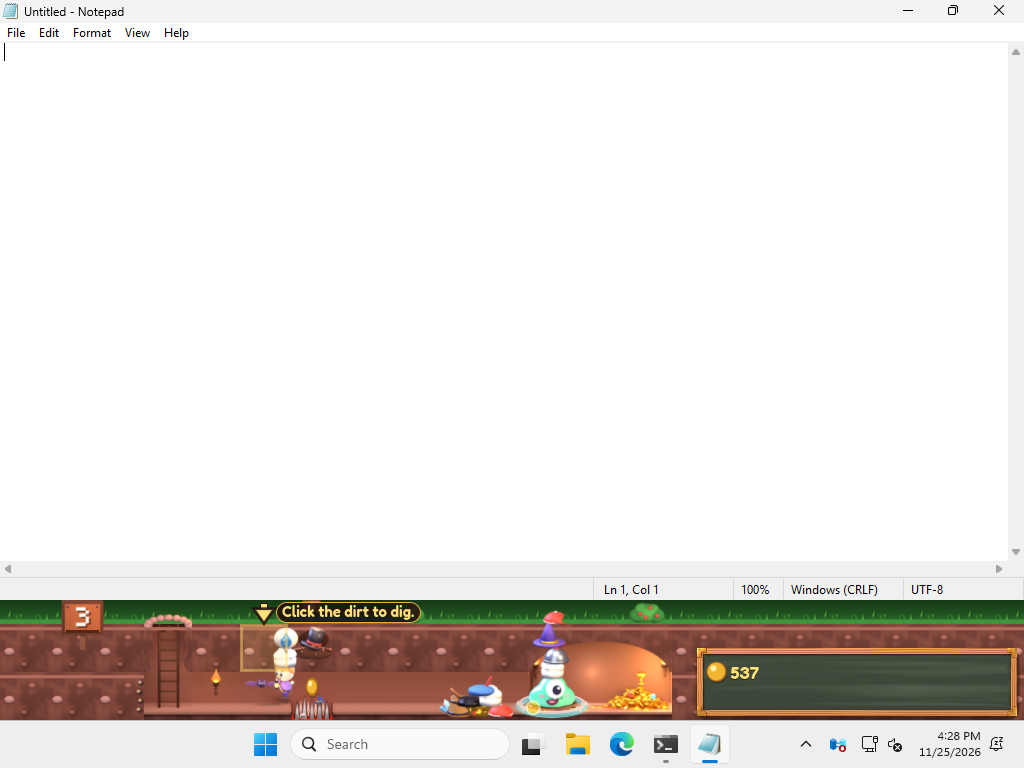 Untitled - Notepad
File Edit Format View Help
Ln 1, Col 1 100% Windows (CRLF) UTF-8
3
Click the dirt to dig.
537
Search
4:28 PM
11/25/2026